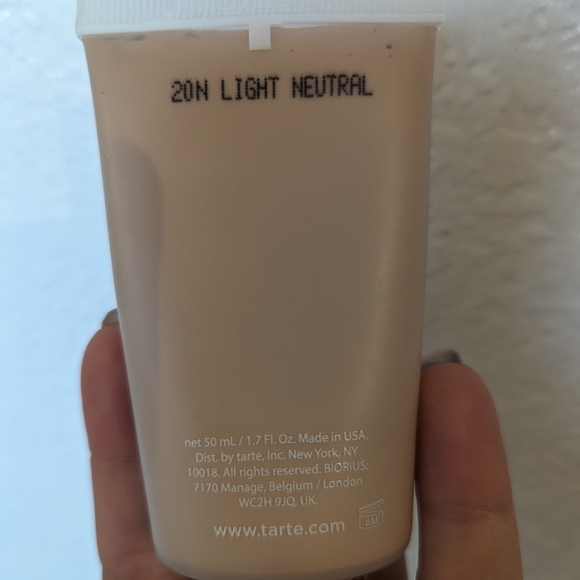 20N LIGHT NEUTRAL
net 50 mL / 1.7 Fl. Oz. Made in USA.
Dist. by tarte, Inc. New York, NY
10018. All rights reserved. BIORIUS:
7170 Manage, Belgium / London
WC2H 9JQ, UK.
www.tarte.com
6M